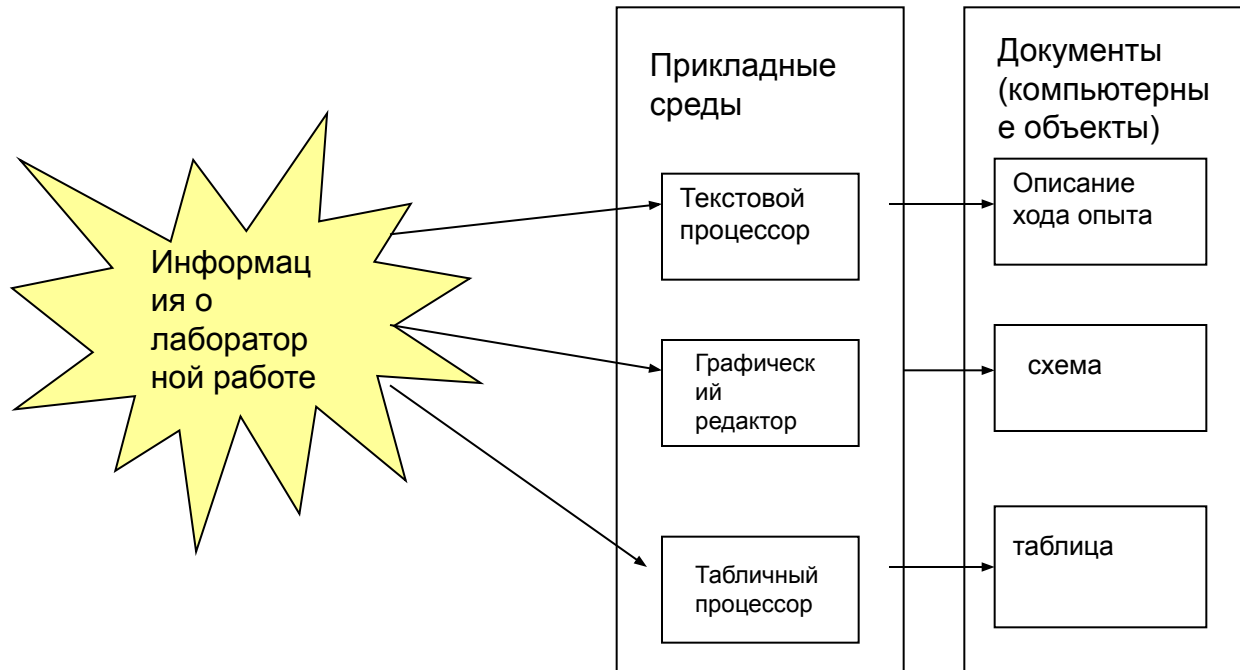 Информац
ия о
лаборатор
ной работе
Прикладные
среды
Текстовой
процессор
Графическ
ий
редактор
Табличный
процессор
Документы
(компьютерны
е объекты)
Описание
хода опыта
схема
таблица